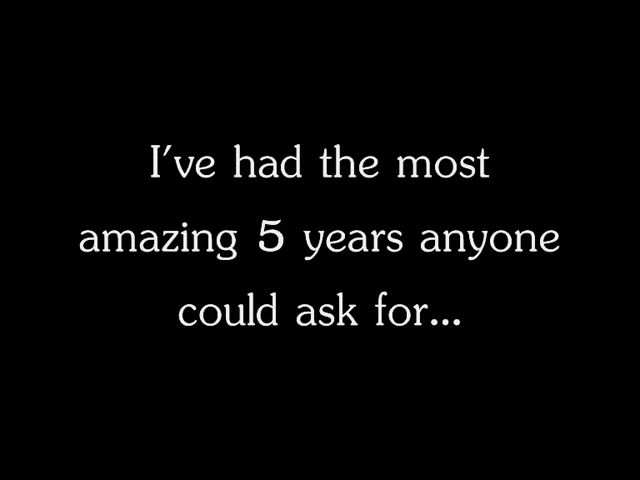 I've had the most
amazing 5 years anyone
could ask for...